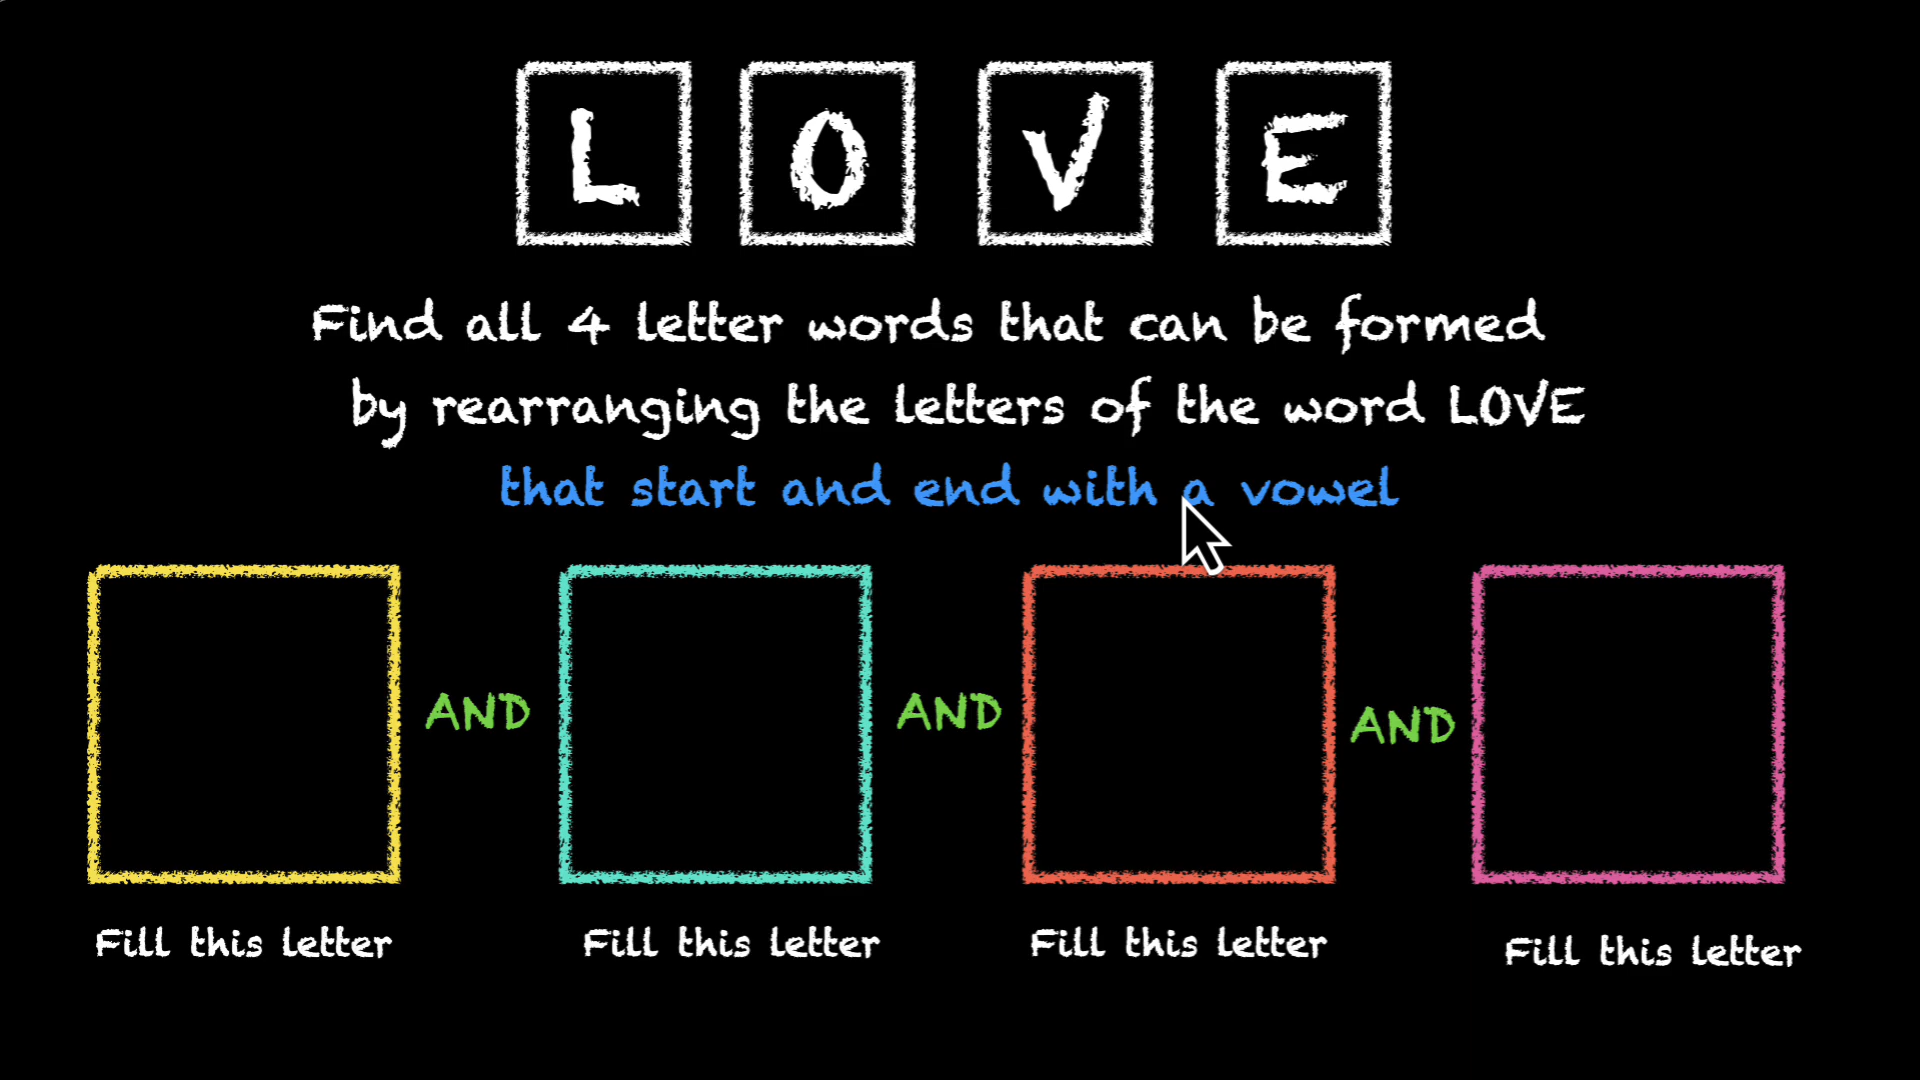 L O V E
Find all 4 letter words that can be formed
by rearranging the letters of the word LOVE
that start and end with a vowel
AND AND AND
Fill this letter Fill this letter Fill this letter Fill this letter